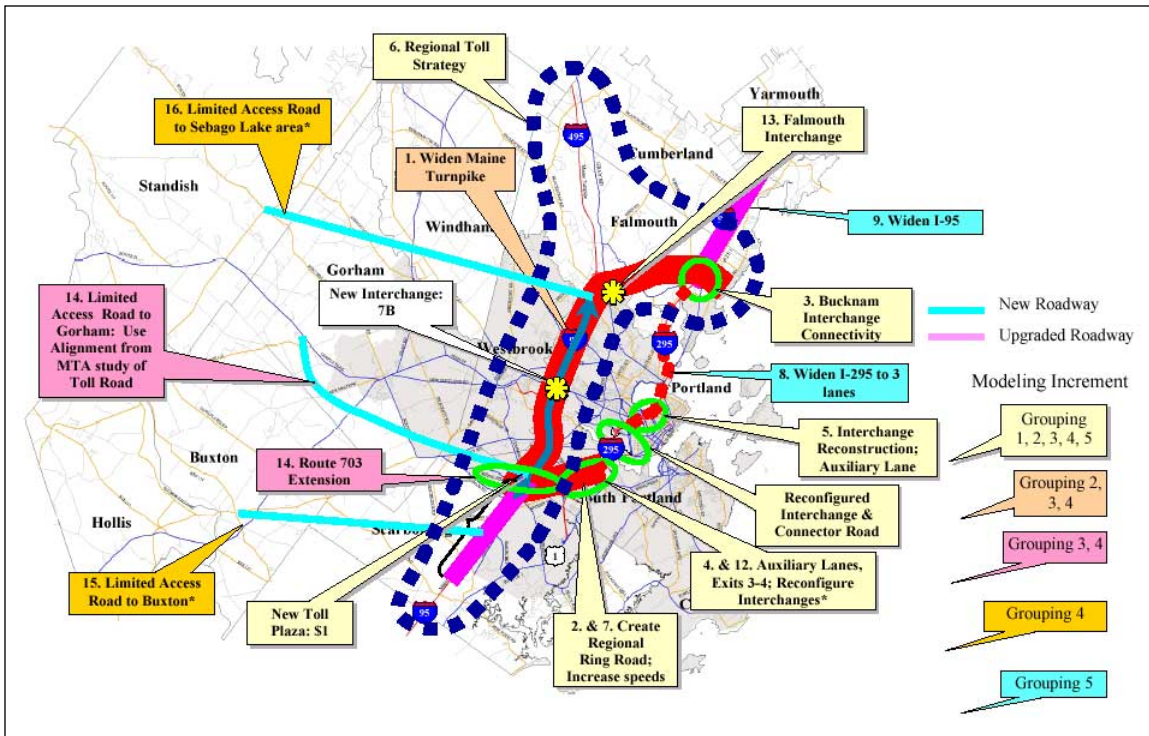 6. Regional Toll
Strategy
Yarmouth
16. Limited Access Road
to Sebago Lake area*
13. Falmouth
Interchange
495
Cumberland
1. Widen Maine
Turnpike
Standish
Falmouth
9. Widen I-95
Windham
Gorham
New Interchange:
7B
3. Bucknam
Interchange
Connectivity
New Roadway
Upgraded Roadway
14. Limited
Access Road to
Gorham: Use
Alignment from
MTA study of
Toll Road
Westbrook
295
Portland
8. Widen I-295 to 3
lanes
Modeling Increment
Grouping
1, 2, 3, 4, 5
5. Interchange
Reconstruction;
Auxiliary Lane
295
Buxton
14. Route 703
Extension
South Portland
Reconfigured
Interchange &
Connector Road
Grouping 2,
3, 4
Hollis
Scarborough
1
Grouping 3, 4
15. Limited Access
Road to Buxton*
New Toll
Plaza: $1
95
2. & 7. Create
Regional
Ring Road;
Increase speeds
4. & 12. Auxiliary Lanes,
Exits 3-4; Reconfigure
Interchanges*
Grouping 4
Grouping 5